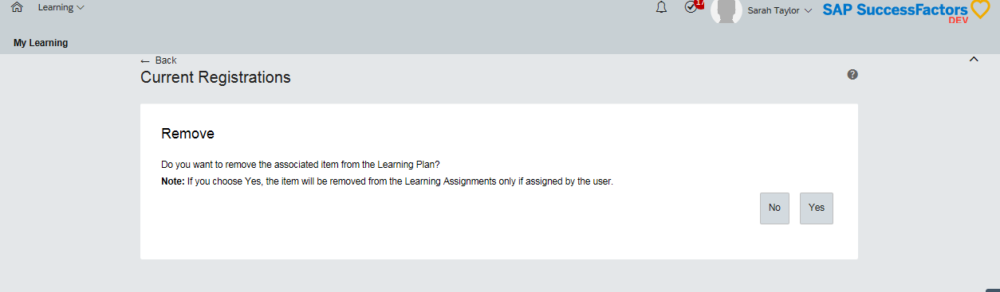 Learning
17
Sarah Taylor
SAP SuccessFactors
DEV
My Learning
← Back
Current Registrations
?
Remove
Do you want to remove the associated item from the Learning Plan?
Note: If you choose Yes, the item will be removed from the Learning Assignments only if assigned by the user.
No
Yes